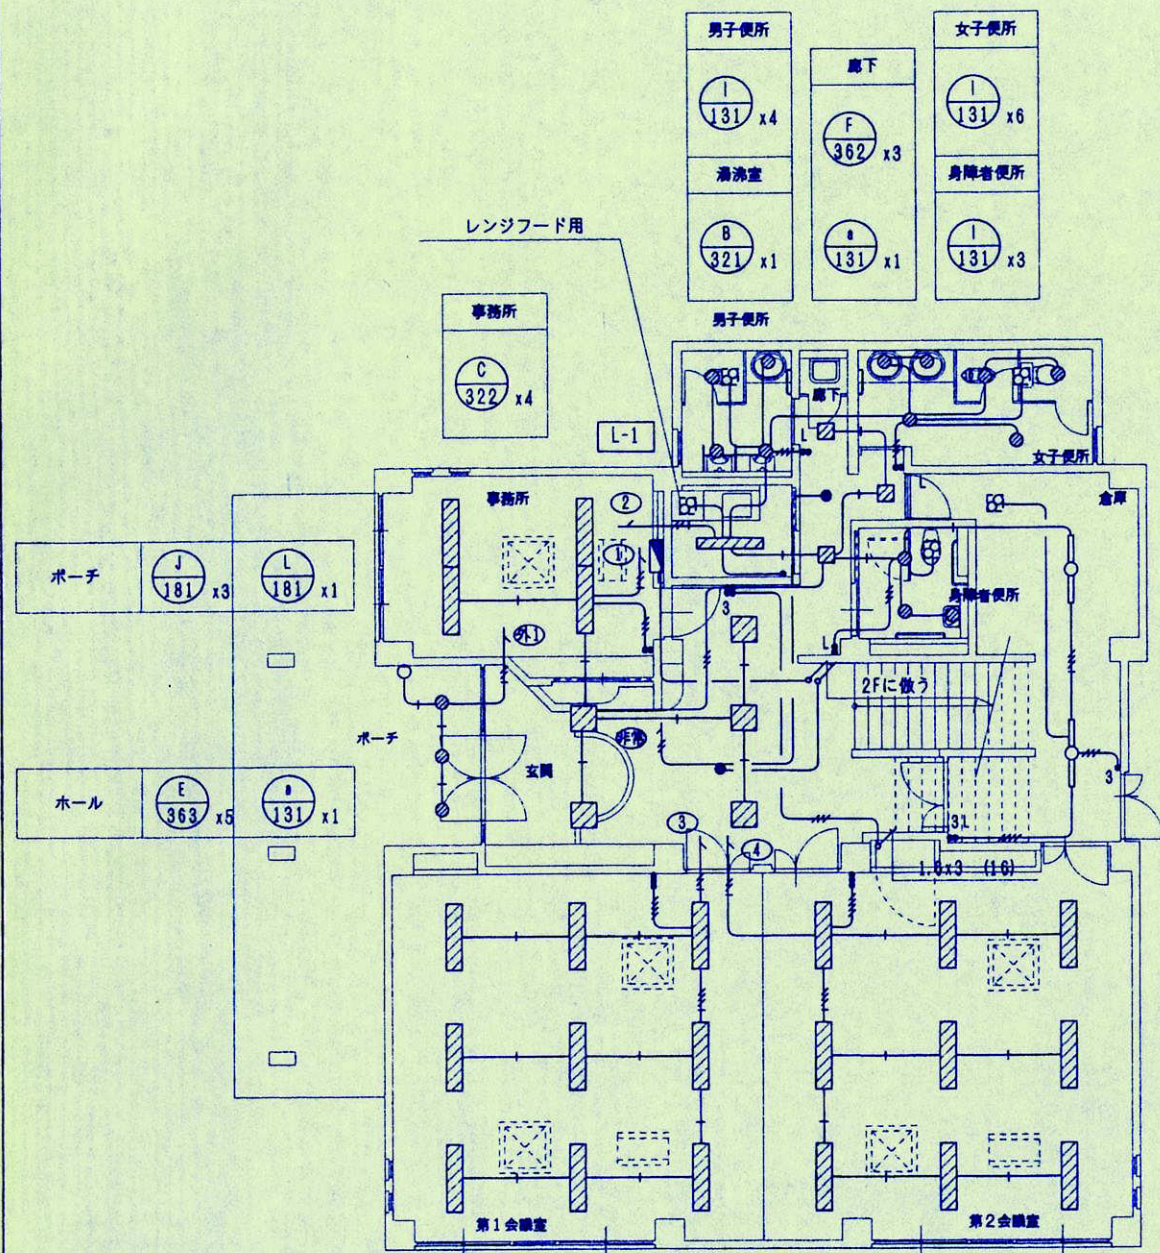 男子便所
I
131 x4
湯沸室
B
321 x1
廊下
F
362 x3
a
131 x1
女子便所
I
131 x6
身障者便所
I
131 x3
レンジフード用
事務所
C
322 x4
男子便所
廊下
L-1
L
女子便所
事務所
2
1
L
倉庫
ポーチ
J
181 x3
L
181 x1
身障者便所
3
外1
L
2Fに倣う
ポーチ
非常
玄関
3
ホール
E
363 x5
a
131 x1
3
4
3L
1.6x3 (16)
第1会議室
第2会議室